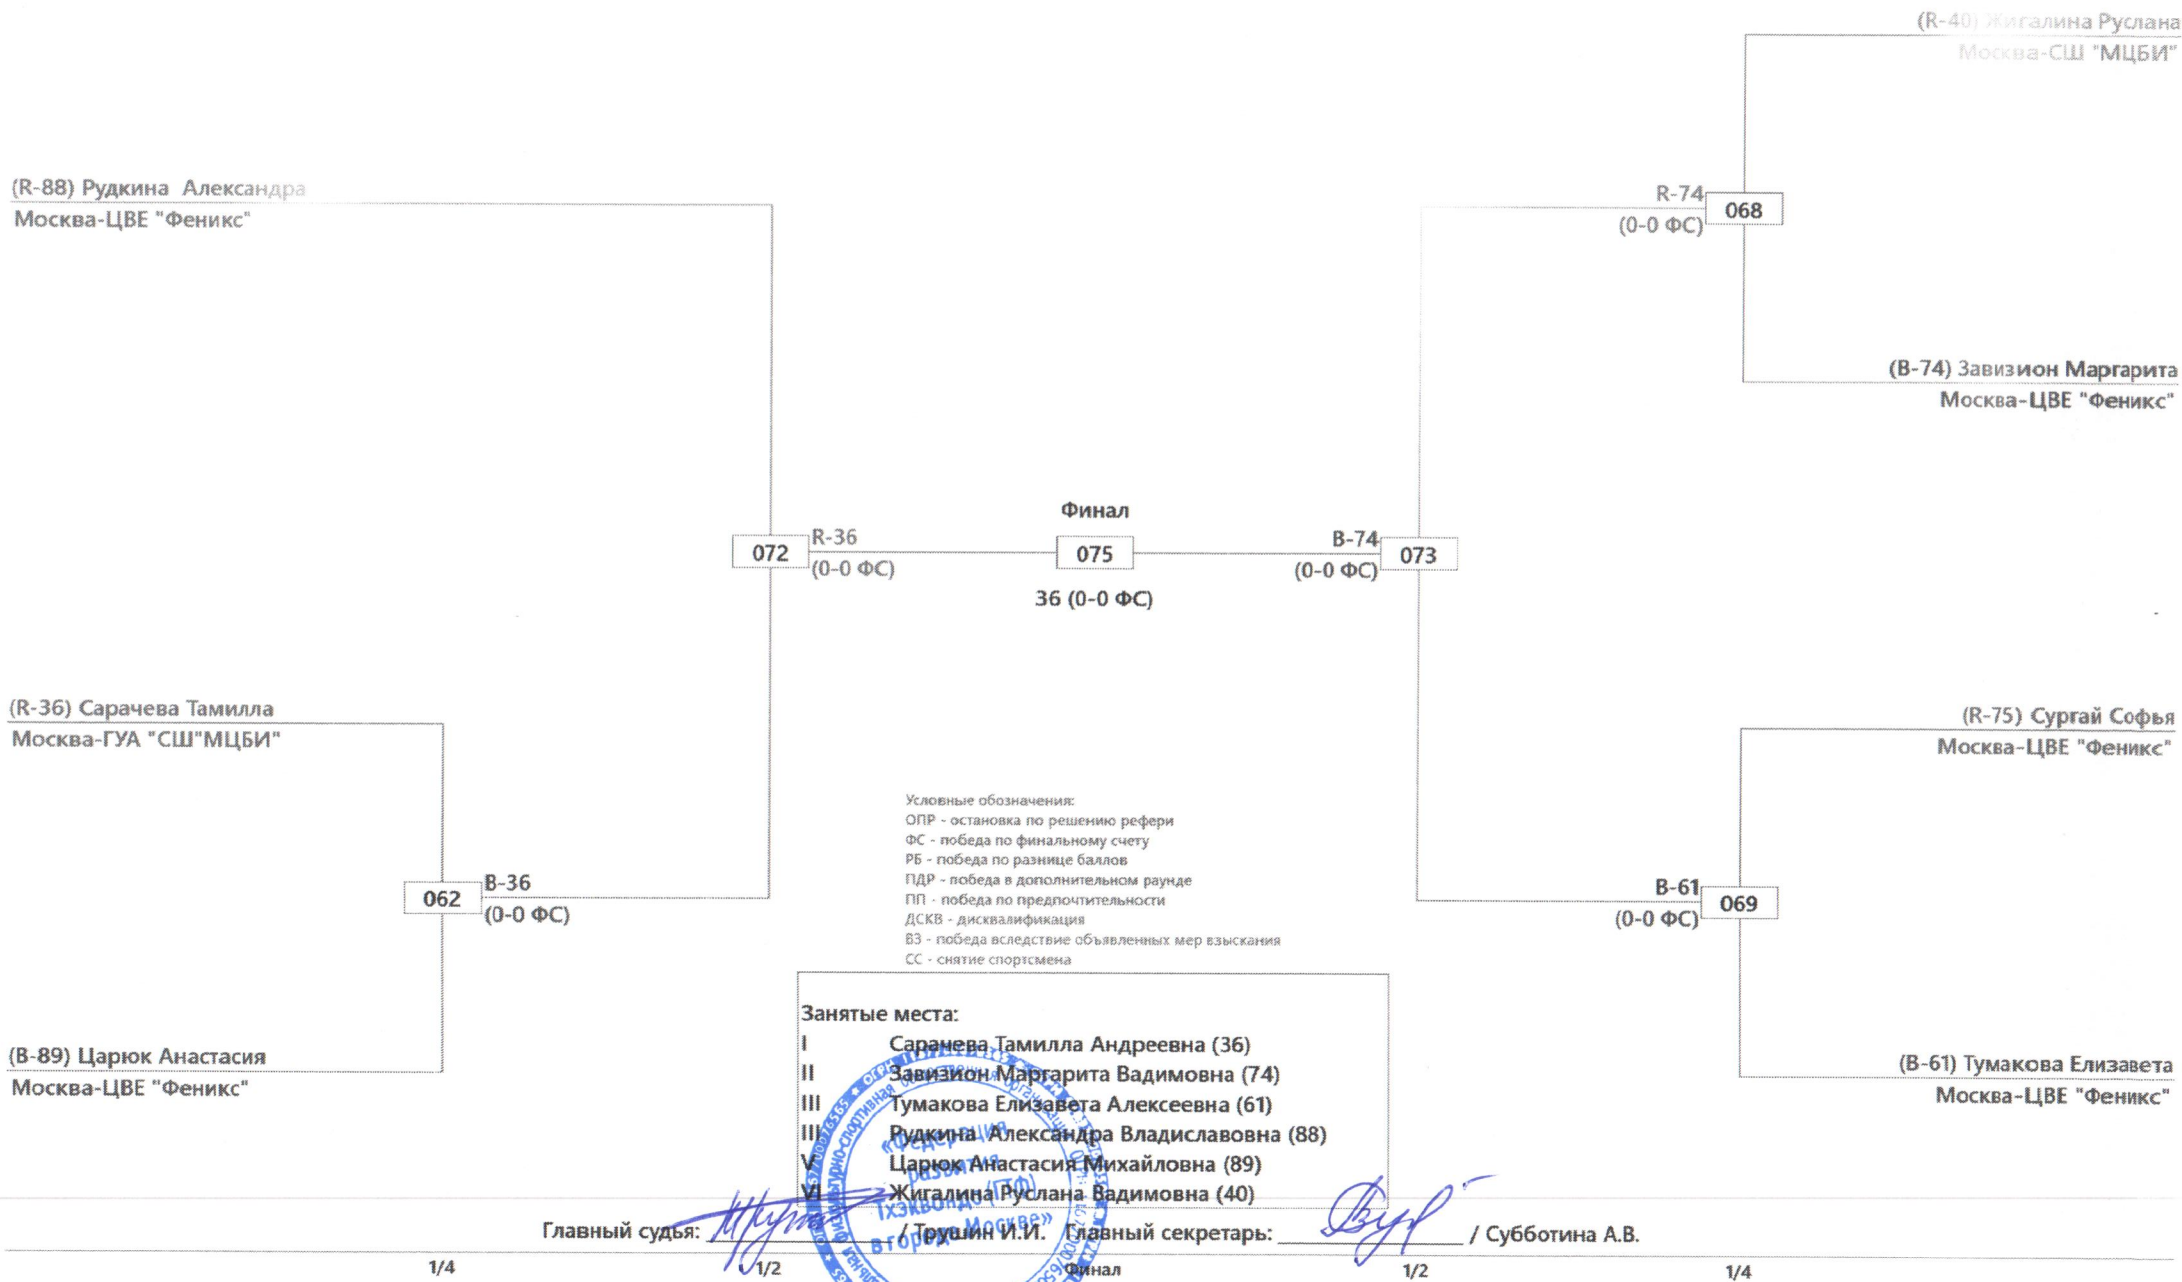 (R-40) Жигалина Руслана
Москва-СШ "МЦБИ"
(R-88) Рудкина Александра
Москва-ЦВЕ "Феникс"
R-74
(0-0 ФС)
068
(B-74) Завизион Маргарита
Москва-ЦВЕ "Феникс"
Финал
072
R-36
(0-0 ФС)
075
B-74
(0-0 ФС)
073
36 (0-0 ФС)
(R-36) Сарачева Тамилла
Москва-ГУА "СШ"МЦБИ"
(R-75) Сургай Софья
Москва-ЦВЕ "Феникс"
Условные обозначения:
ОПР - остановка по решению рефери
ФС - победа по финальному счету
РБ - победа по разнице баллов
ПДР - победа в дополнительном раунде
ПП - победа по предпочтительности
ДСКВ - дисквалификация
ВЗ - победа вследствие объявленных мер взыскания
СС - снятие спортсмена
062
B-36
(0-0 ФС)
B-61
(0-0 ФС)
069
(B-89) Царюк Анастасия
Москва-ЦВЕ "Феникс"
(B-61) Тумакова Елизавета
Москва-ЦВЕ "Феникс"
Занятые места:
I Сарачева Тамилла Андреевна (36)
II Завизион Маргарита Вадимовна (74)
III Тумакова Елизавета Алексеевна (61)
III Рудкина Александра Владиславовна (88)
V Царюк Анастасия Михайловна (89)
VI Жигалина Руслана Вадимовна (40)
«Федерация
развития
Тхэквондо (ГТФ)
в городе Москве»
Главный судья: / Трушин И.И. Главный секретарь: / Субботина А.В.
1/4 1/2 Финал 1/2 1/4